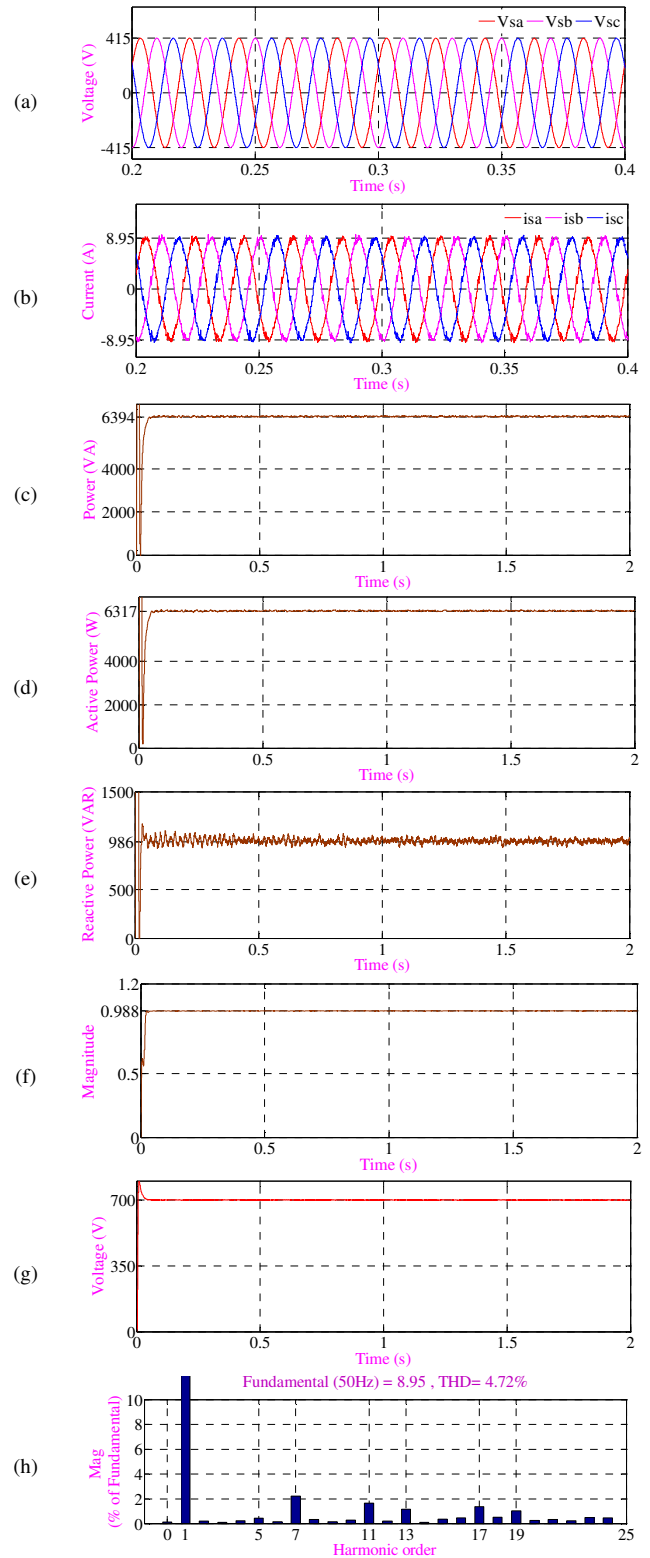 (a)
Voltage (V)
415
0
-415
Vsa Vsb Vsc
0.2 0.25 0.3 0.35 0.4
Time (s)
(b)
Current (A)
8.95
0
-8.95
isa isb isc
0.2 0.25 0.3 0.35 0.4
Time (s)
(c)
Power (VA)
6394
4000
2000
0
0 0.5 1 1.5 2
Time (s)
(d)
Active Power (W)
6317
4000
2000
0
0 0.5 1 1.5 2
Time (s)
(e)
Reactive Power (VAR)
1500
986
500
0
0 0.5 1 1.5 2
Time (s)
(f)
Magnitude
1.2
0.988
0.5
0
0 0.5 1 1.5 2
Time (s)
(g)
Voltage (V)
700
350
0
0 0.5 1 1.5 2
Time (s)
(h)
Fundamental (50Hz) = 8.95 , THD= 4.72%
Mag
(% of Fundamental)
10
8
6
4
2
0
0 1 5 7 11 13 17 19 25
Harmonic order